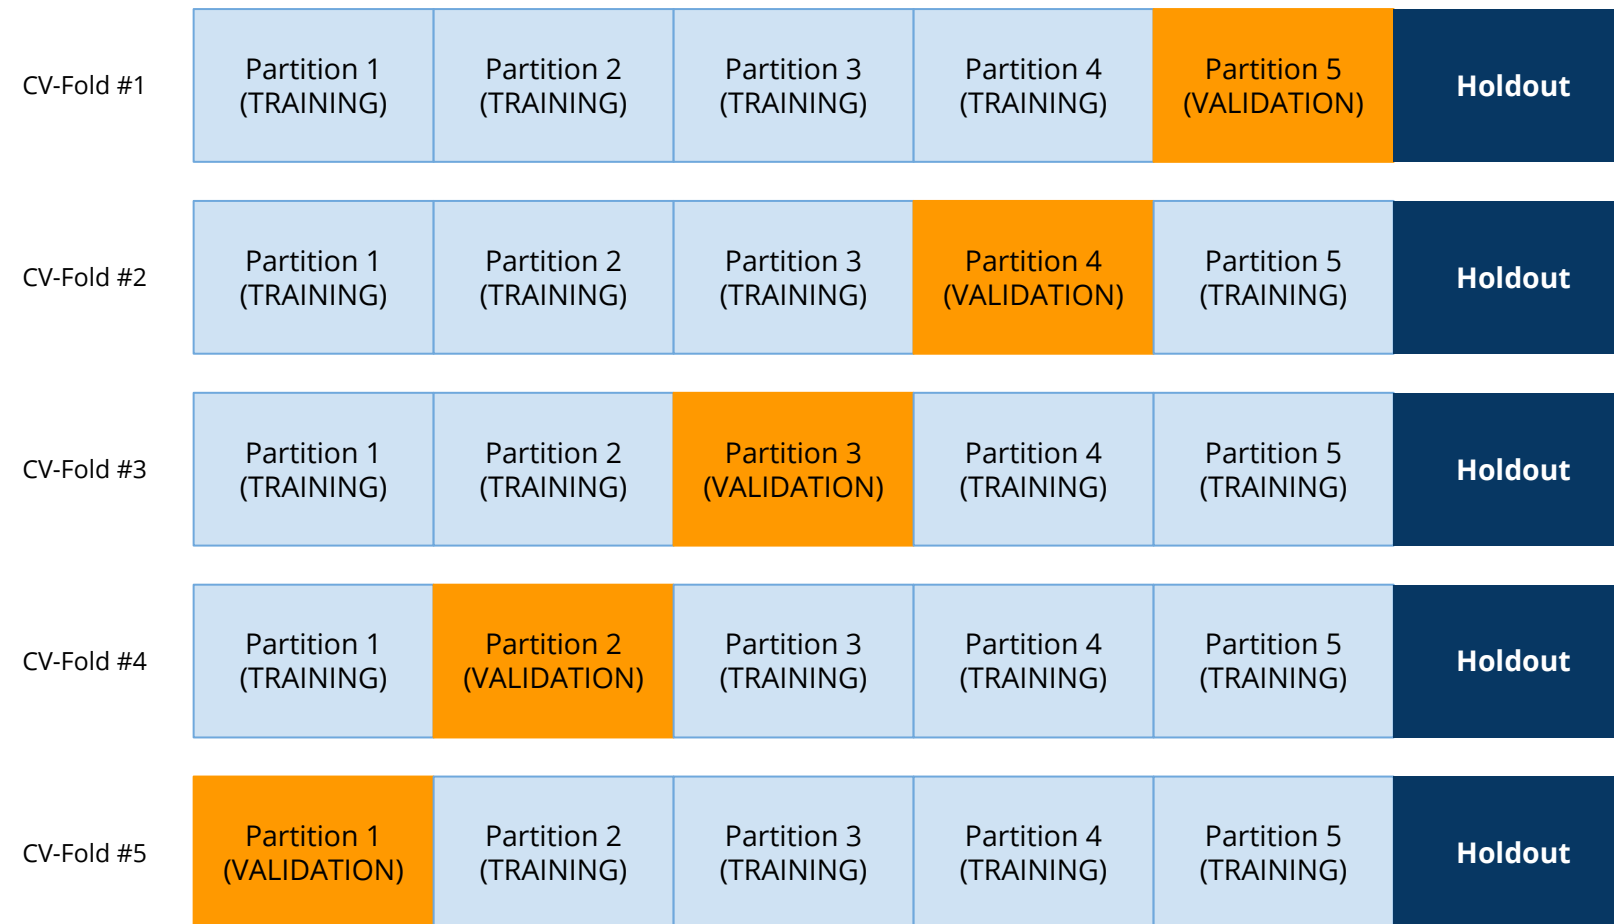 CV-Fold #1
Partition 1
(TRAINING)
Partition 2
(TRAINING)
Partition 3
(TRAINING)
Partition 4
(TRAINING)
Partition 5
(VALIDATION)
Holdout
CV-Fold #2
Partition 1
(TRAINING)
Partition 2
(TRAINING)
Partition 3
(TRAINING)
Partition 4
(VALIDATION)
Partition 5
(TRAINING)
Holdout
CV-Fold #3
Partition 1
(TRAINING)
Partition 2
(TRAINING)
Partition 3
(VALIDATION)
Partition 4
(TRAINING)
Partition 5
(TRAINING)
Holdout
CV-Fold #4
Partition 1
(TRAINING)
Partition 2
(VALIDATION)
Partition 3
(TRAINING)
Partition 4
(TRAINING)
Partition 5
(TRAINING)
Holdout
CV-Fold #5
Partition 1
(VALIDATION)
Partition 2
(TRAINING)
Partition 3
(TRAINING)
Partition 4
(TRAINING)
Partition 5
(TRAINING)
Holdout